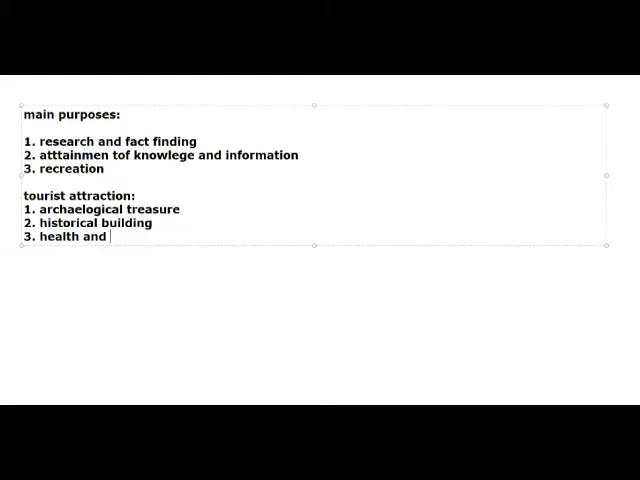 main purposes:
1. research and fact finding
2. atttainmen tof knowlege and information
3. recreation
tourist attraction:
1. archaelogical treasure
2. historical building
3. health and